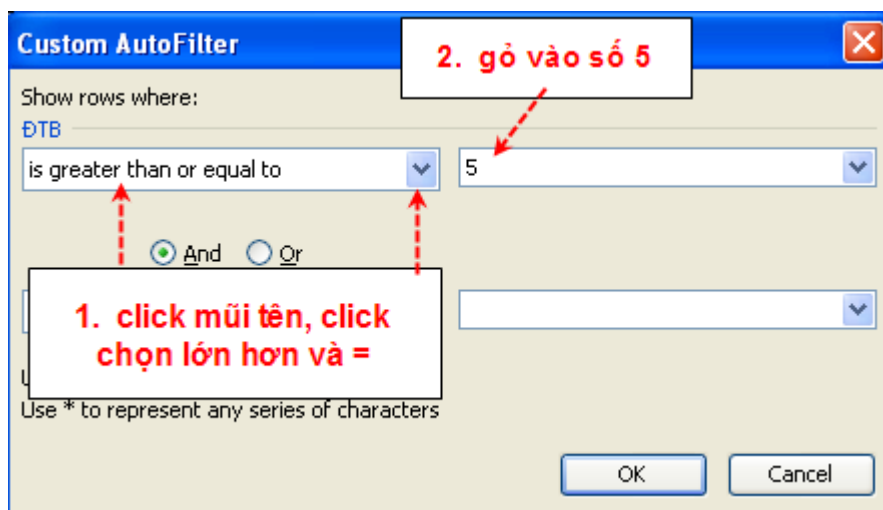 Custom AutoFilter
2. gỏ vào số 5
Show rows where:
ĐTB
is greater than or equal to
5
And Or
1. click mũi tên, click
chọn lớn hơn và =
Use * to represent any series of characters
OK Cancel